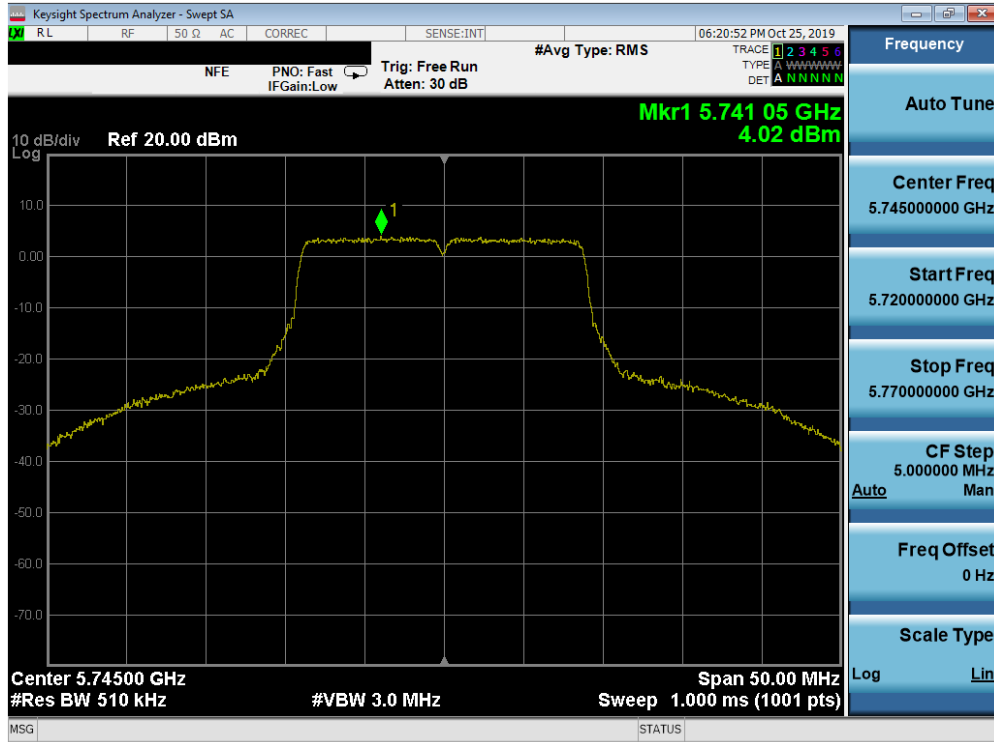 Keysight Spectrum Analyzer - Swept SA
LXI RL RF 50 Ω AC CORREC SENSE:INT 06:20:52 PM Oct 25, 2019
#Avg Type: RMS TRACE 1 2 3 4 5 6
NFE PNO: Fast Trig: Free Run TYPE A WWWWW
IFGain:Low Atten: 30 dB DET A N N N N N
Mkr1 5.741 05 GHz
4.02 dBm
10 dB/div Ref 20.00 dBm
Log
1
10.0
0.00
-10.0
-20.0
-30.0
-40.0
-50.0
-60.0
-70.0
Center 5.74500 GHz Span 50.00 MHz
#Res BW 510 kHz #VBW 3.0 MHz Sweep 1.000 ms (1001 pts)
MSG STATUS
Frequency
Auto Tune
Center Freq
5.745000000 GHz
Start Freq
5.720000000 GHz
Stop Freq
5.770000000 GHz
CF Step
5.000000 MHz
Auto Man
Freq Offset
0 Hz
Scale Type
Log Lin